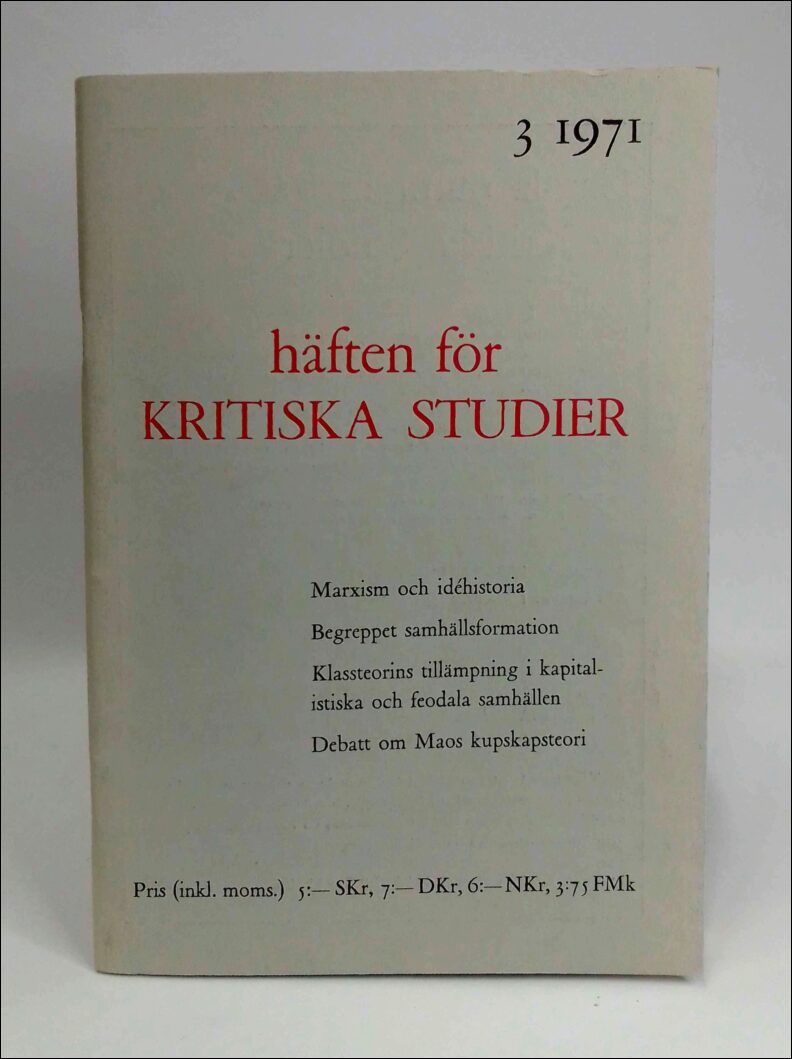 3 1971
häften för
KRITISKA STUDIER
Marxism och idéhistoria
Begreppet samhällsformation
Klassteorins tillämpning i kapital-
istiska och feodala samhällen
Debatt om Maos kupskapsteori
Pris (inkl. moms.) 5:— SKr, 7:— DKr, 6:— NKr, 3:75 FMk